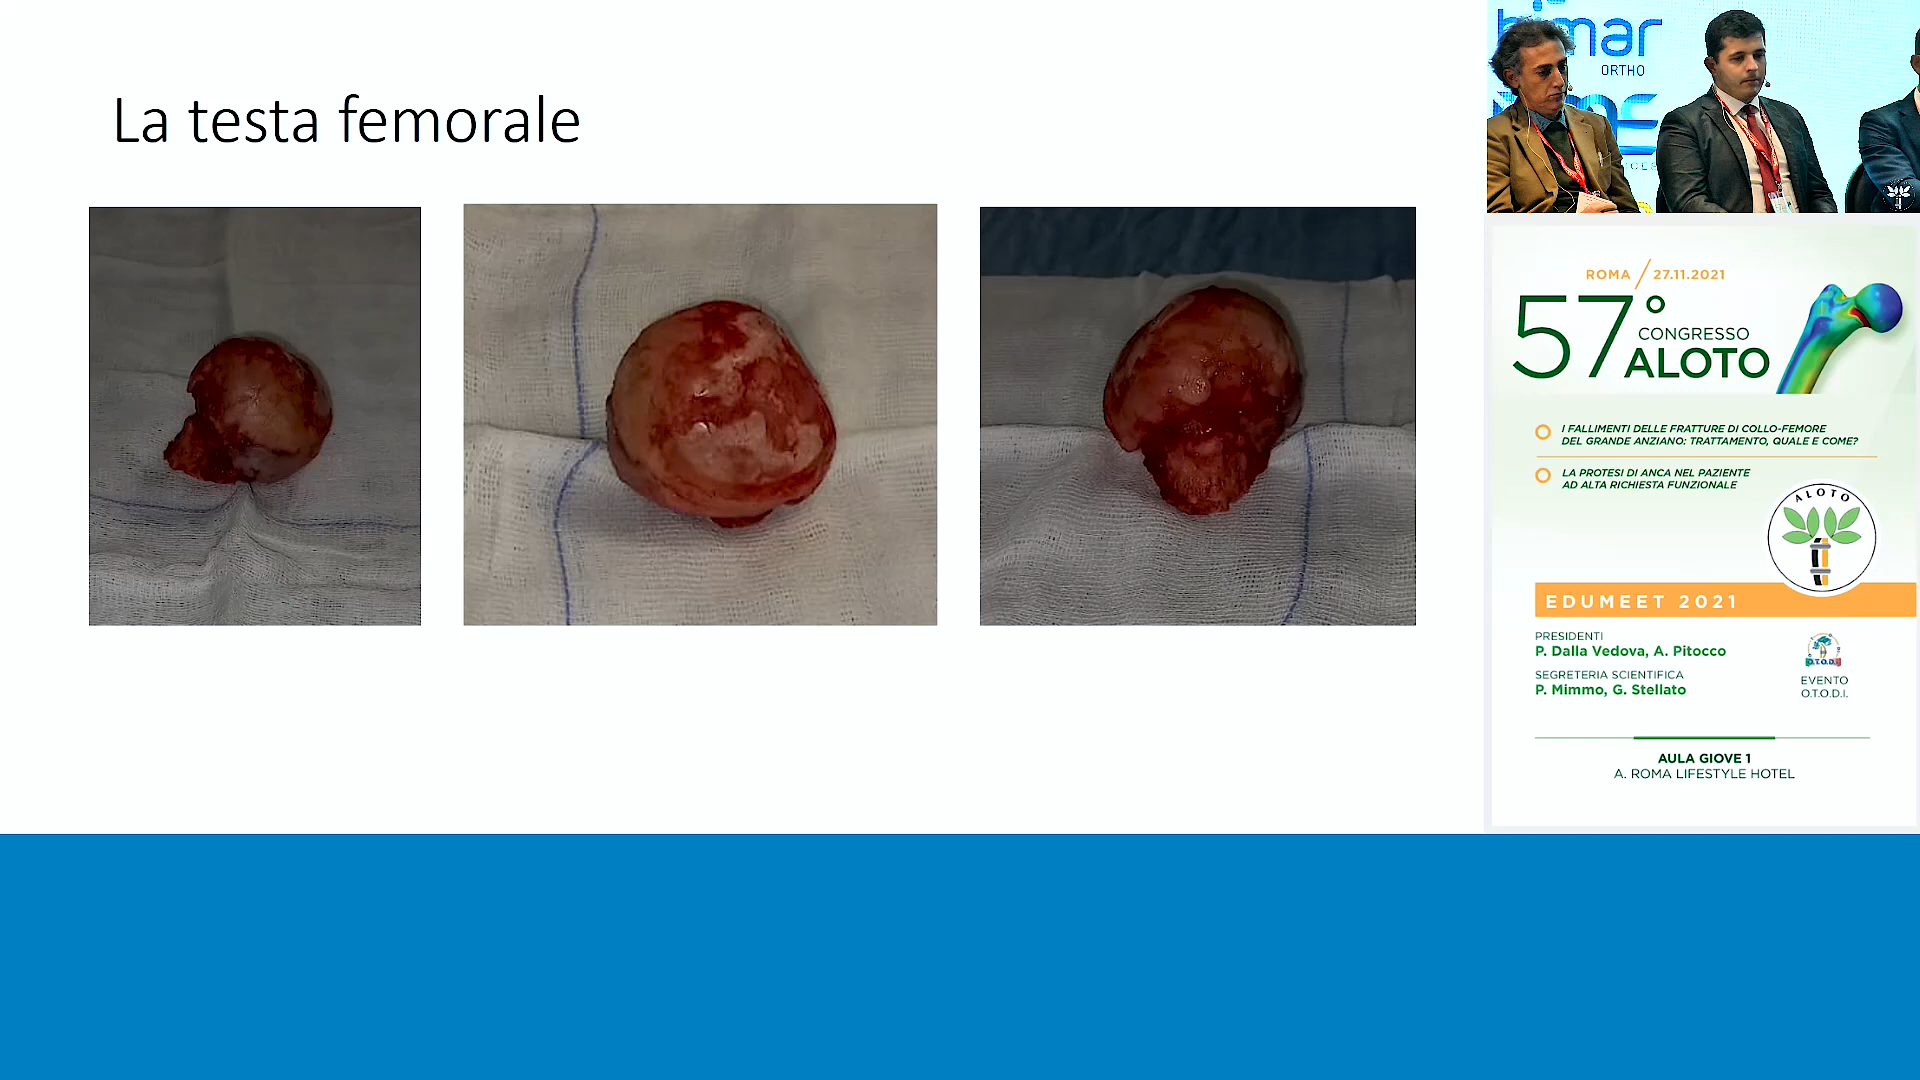 La testa femorale
bimar
ORTHO
ROMA / 27.11.2021
57°
CONGRESSO
ALOTO
I FALLIMENTI DELLE FRATTURE DI COLLO-FEMORE
DEL GRANDE ANZIANO: TRATTAMENTO, QUALE E COME?
LA PROTESI DI ANCA NEL PAZIENTE
AD ALTA RICHIESTA FUNZIONALE
ALOTO
EDUMEET 2021
PRESIDENTI
P. Dalla Vedova, A. Pitocco
SEGRETERIA SCIENTIFICA
P. Mimmo, G. Stellato
O.T.O.D.I.
EVENTO
O.T.O.D.I.
AULA GIOVE 1
A. ROMA LIFESTYLE HOTEL